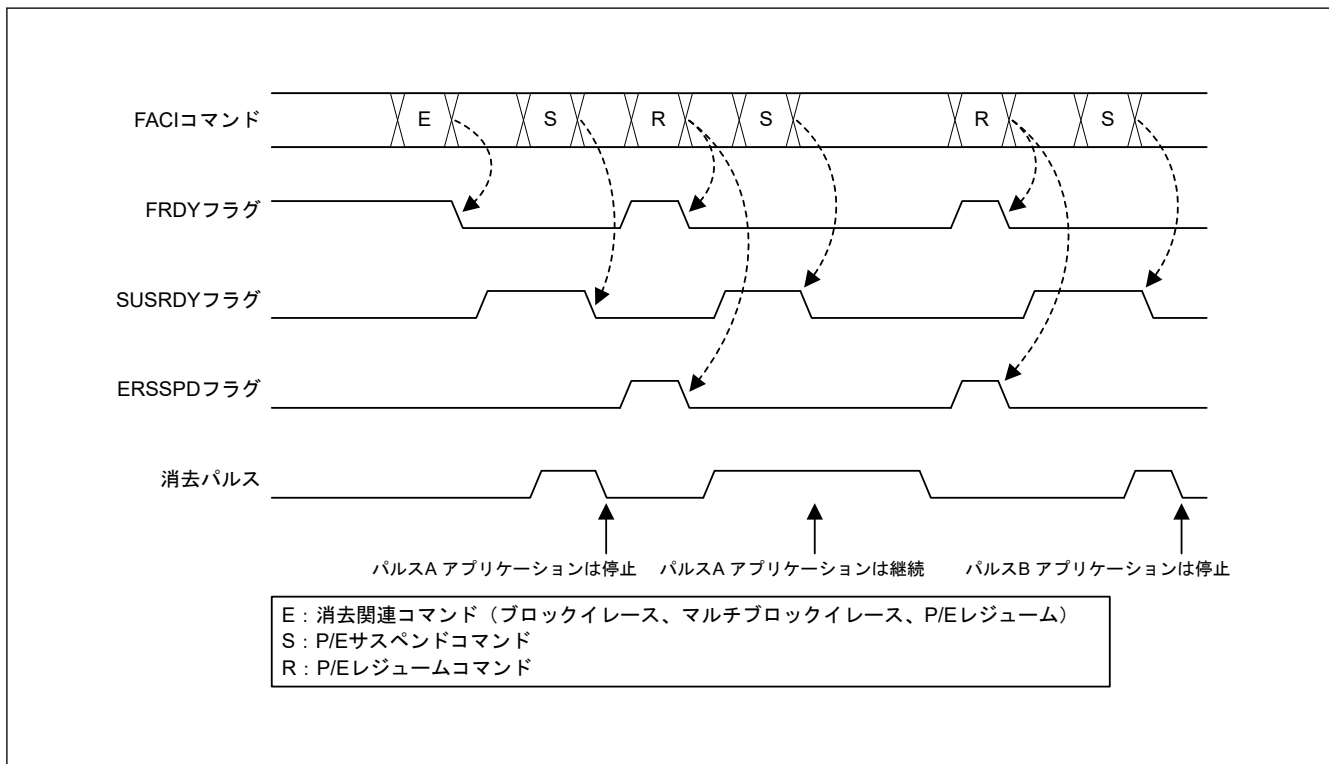 FACIコマンド E S R S R S
FRDYフラグ
SUSRDYフラグ
ERSSPDフラグ
消去パルス
パルスA アプリケーションは停止 パルスA アプリケーションは継続 パルスB アプリケーションは停止
E：消去関連コマンド（ブロックイレース、マルチブロックイレース、P/Eレジューム）
S：P/Eサスペンドコマンド
R：P/Eレジュームコマンド